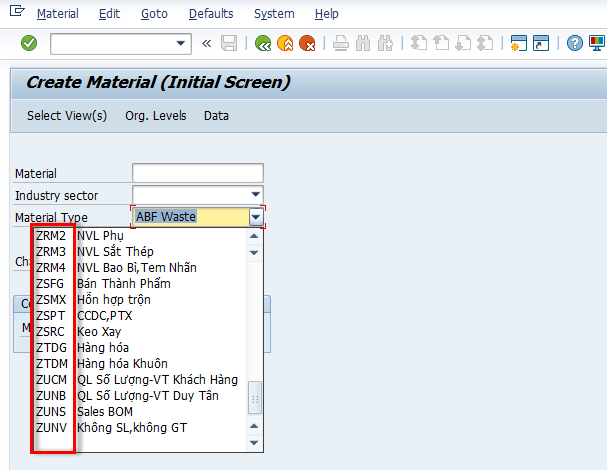 Material Edit Goto Defaults System Help
Create Material (Initial Screen)
Select View(s) Org. Levels Data
Material
Industry sector
Material Type ABF Waste
ZRM2 NVL Phụ
ZRM3 NVL Sắt Thép
Ch
ZRM4 NVL Bao Bì,Tem Nhãn
ZSFG Bán Thành Phẩm
Co
ZSMX Hỗn hợp trộn
ZSPT CCDC,PTX
M
ZSRC Keo Xay
ZTDG Hàng hóa
ZTDM Hàng hóa Khuôn
ZUCM QL Số Lượng-VT Khách Hàng
ZUNB QL Số Lượng-VT Duy Tân
ZUNS Sales BOM
ZUNV Không SL,không GT